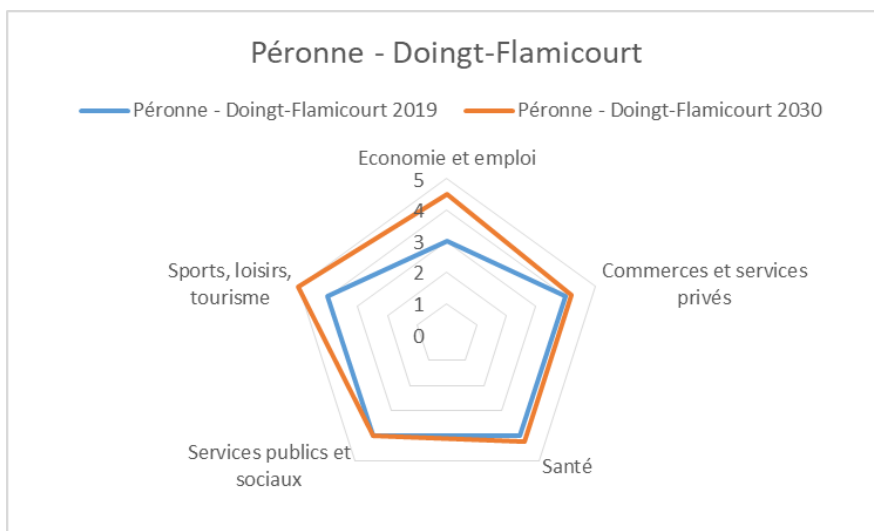 Péronne - Doingt-Flamicourt
Péronne - Doingt-Flamicourt 2019
Péronne - Doingt-Flamicourt 2030
Economie et emploi
5
4
3
2
1
0
Sports, loisirs,
tourisme
Commerces et services
privés
Services publics et
sociaux
Santé